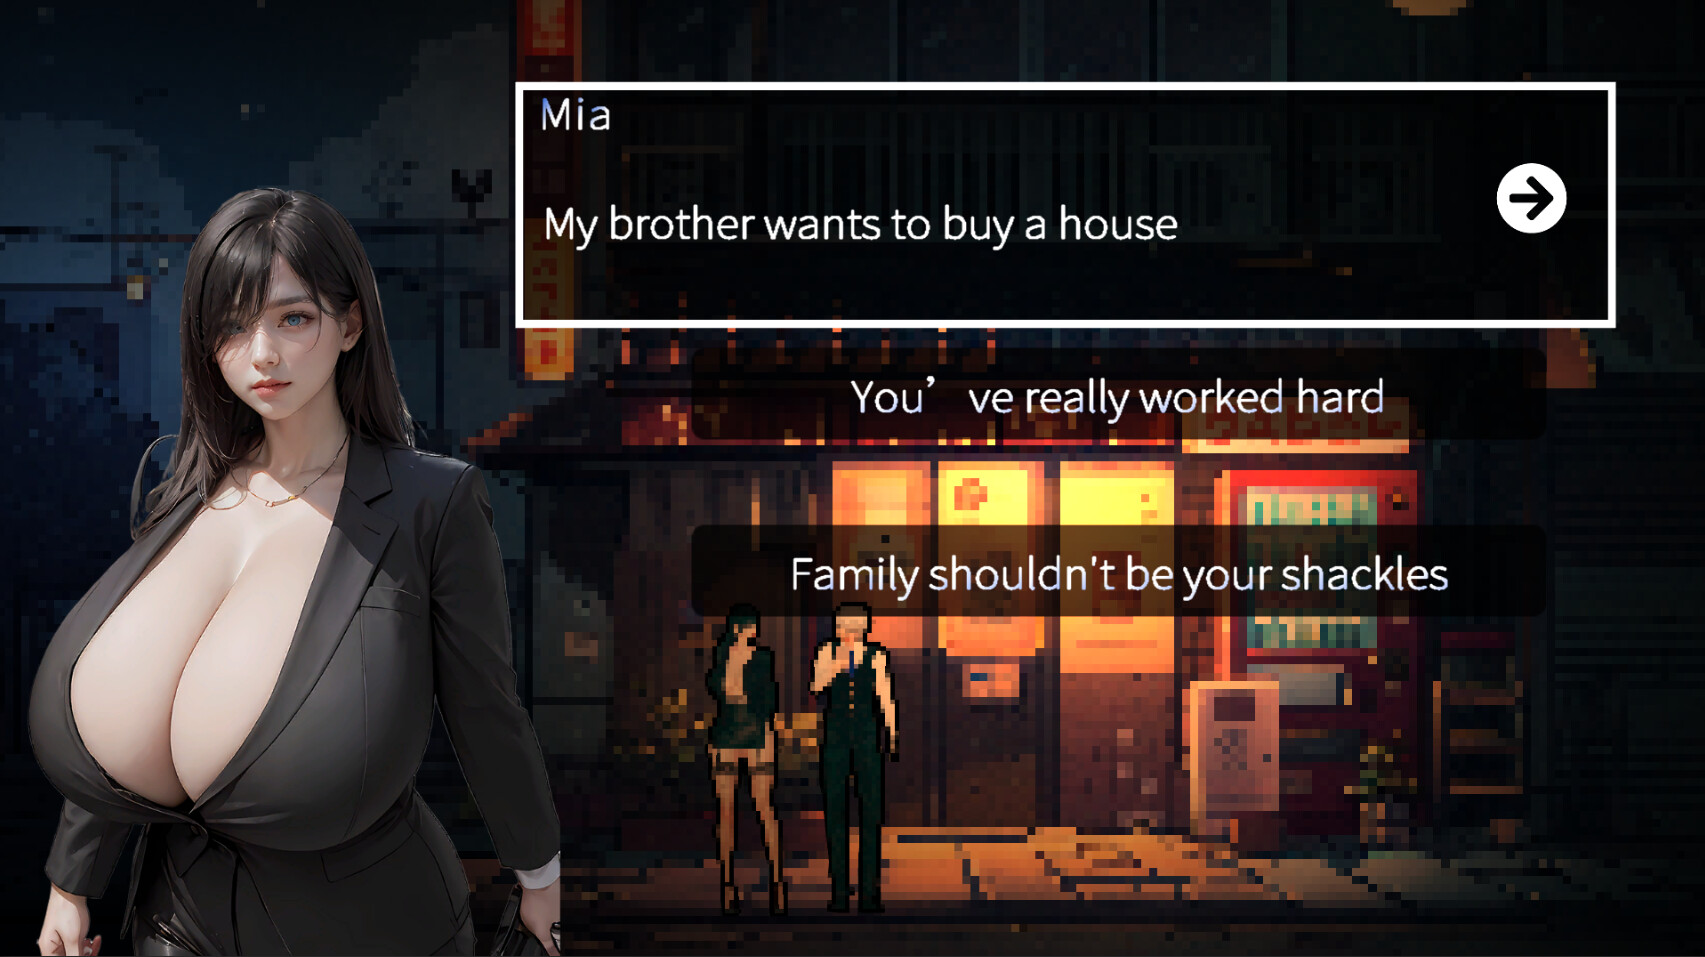 Mia
My brother wants to buy a house
You’ ve really worked hard
Family shouldn't be your shackles